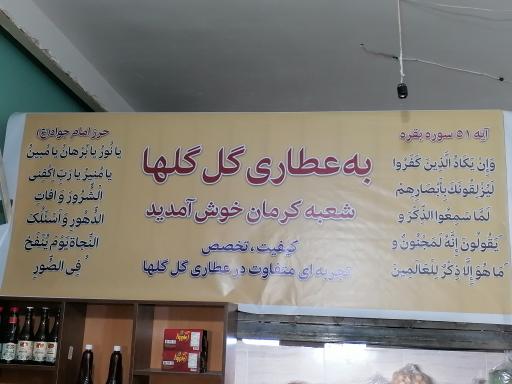 آیه ۵۱ سوره بقره
وَإِن يَكَادُ الَّذِينَ كَفَرُوا
لَيُزْلِقُونَكَ بِأَبْصَارِهِمْ
لَمَّا سَمِعُوا الذِّكْرَ وَ
يَقُولُونَ إِنَّهُ لَمَجْنُونٌ وَ
مَا هُوَ إِلَّا ذِكْرٌ لِّلْعَالَمِينَ
به عطاری گل گلها
شعبه کرمان خوش آمدید
کیفیت ، تخصص
تجربه ای متفاوت در عطاری گل گلها
حرز امام جواد(ع)
یا نُورُ یا بُرْهانُ یا مُبینُ
یا مُنیرُ یا رَبِّ اکْفِنی
الْشُّرُورَ وَ افاتِ
الدُّهُورِ وَ اَسْئَلُکَ
النَّجاةَ یَوْمَ یُنْفَخُ
فِی الصُّورِ